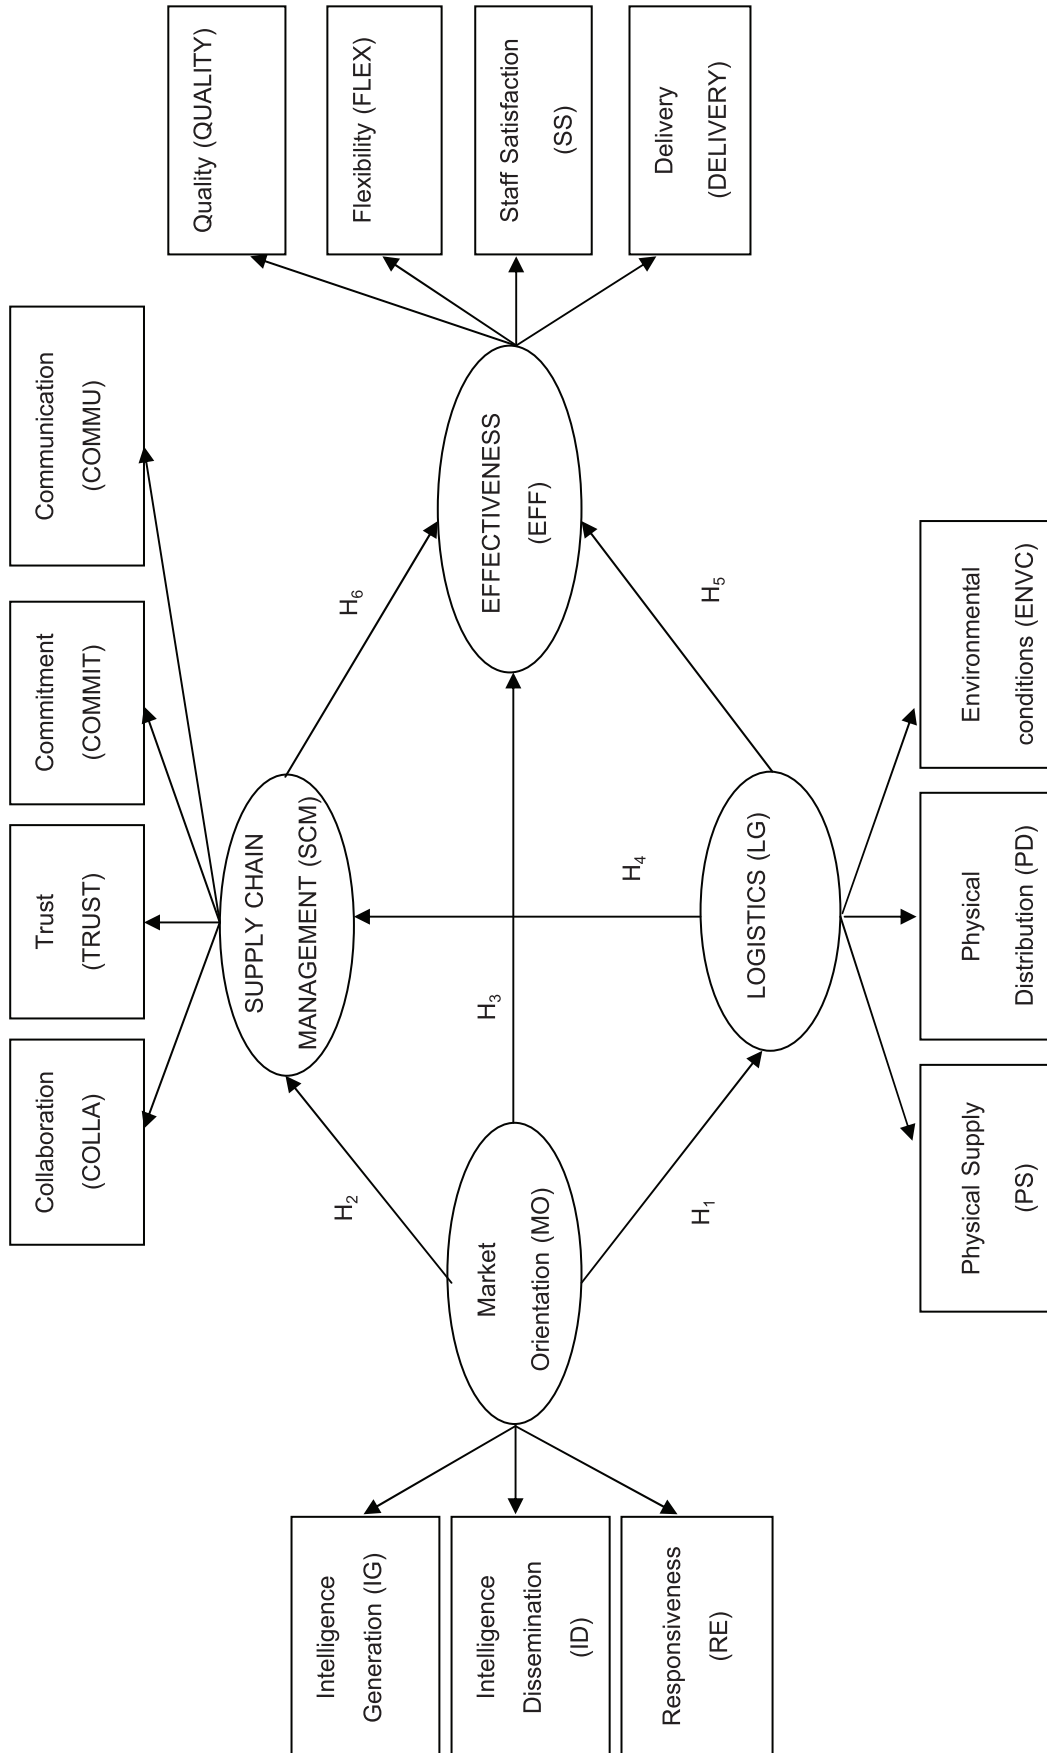 Collaboration
(COLLA)
Trust
(TRUST)
Commitment
(COMMIT)
Communication
(COMMU)
SUPPLY CHAIN
MANAGEMENT (SCM)
Quality (QUALITY)
Flexibility (FLEX)
Staff Satisfaction
(SS)
Delivery
(DELIVERY)
H2
H6
Intelligence
Generation (IG)
Intelligence
Dissemination
(ID)
Responsiveness
(RE)
Market
Orientation (MO)
H3
H4
EFFECTIVENESS
(EFF)
H1
H5
LOGISTICS (LG)
Physical Supply
(PS)
Physical
Distribution (PD)
Environmental
conditions (ENVC)